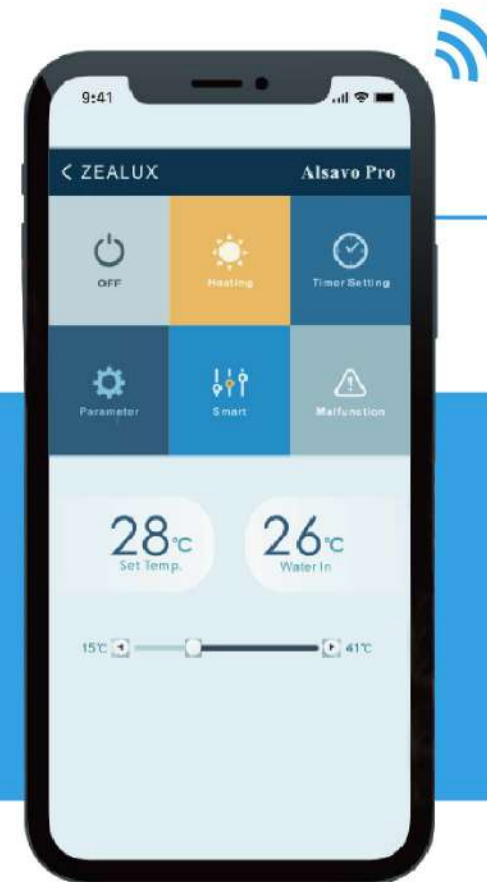 9:41
< ZEALUX Alsavo Pro
OFF Heating Timer Setting
Parameter Smart Malfunction
28°C 26°C
Set Temp. Water In
15℃ 41℃